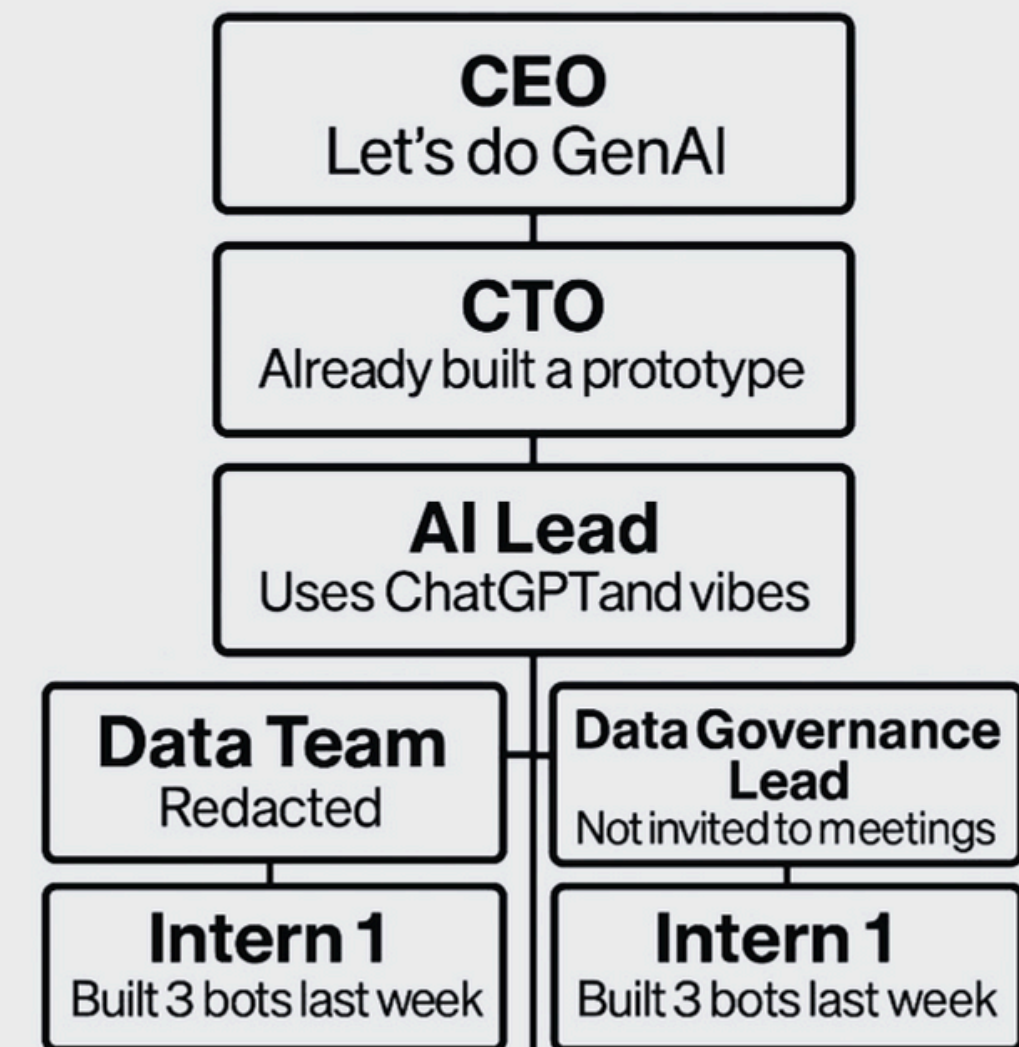 CEO
Let's do GenAI
CTO
Already built a prototype
AI Lead
Uses ChatGPTand vibes
Data Team
Redacted
Data Governance
Lead
Not invited to meetings
Intern 1
Built 3 bots last week
Intern 1
Built 3 bots last week